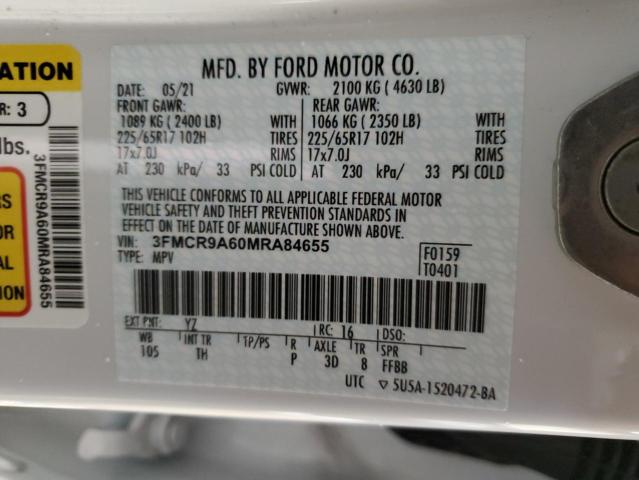 ATION
R: 3
lbs.
RS
OR
AL
ION
3FMCR9A60MRA84655
MFD. BY FORD MOTOR CO.
DATE: 05/21 GVWR: 2100 KG ( 4630 LB)
FRONT GAWR: REAR GAWR:
1089 KG ( 2400 LB) WITH 1066 KG ( 2350 LB) WITH
225/65R17 102H TIRES 225/65R17 102H TIRES
17x7.0J RIMS 17x7.0J RIMS
AT 230 kPa/ 33 PSI COLD AT 230 kPa/ 33 PSI COLD
THIS VEHICLE CONFORMS TO ALL APPLICABLE FEDERAL MOTOR
VEHICLE SAFETY AND THEFT PREVENTION STANDARDS IN
EFFECT ON THE DATE OF MANUFACTURE SHOWN ABOVE.
VIN: 3FMCR9A60MRA84655
TYPE: MPV
F0159
T0401
EXT PNT: YZ RC: 16 DSO:
WB INT TR TP/PS R AXLE TR SPR
105 TH P 3D 8 FFBB
UTC ▽ 5U5A-1520472-BA